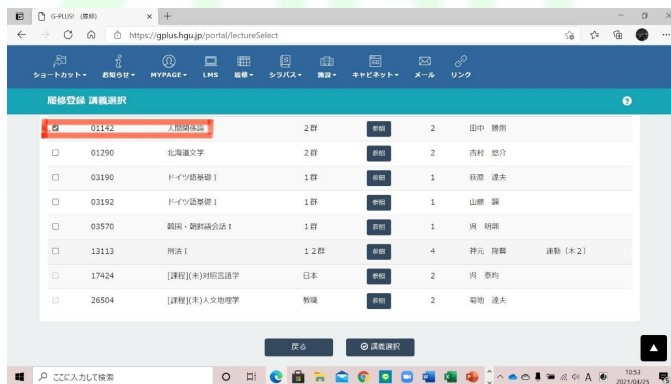 G-PLUS! (履修)
https://gplus.hgu.jp/portal/lectureSelect
ショートカット お知らせ MYPAGE LMS 履修 シラバス 施設 キャビネット メール リンク
履修登録 講義選択
01142 人間関係論 2群 参照 2 田中 勝則
01290 北海道文学 2群 参照 2 吉村 悠介
03190 ドイツ語基礎Ⅰ 1群 参照 1 萩原 達夫
03192 ドイツ語基礎Ⅰ 1群 参照 1 山縣 顕
03570 韓国・朝鮮語会話Ⅰ 1群 参照 1 呉 明
13113 刑法Ⅰ 12群 参照 4 神元 隆賢 連動(木2)
17424 [課程](未)対照言語学 日本 参照 2 呉 泰均
26504 [課程](未)人文地理学 教職 参照 2 菊地 達夫
戻る 講義選択
ここに入力して検索
A
10:53
2021/04/25